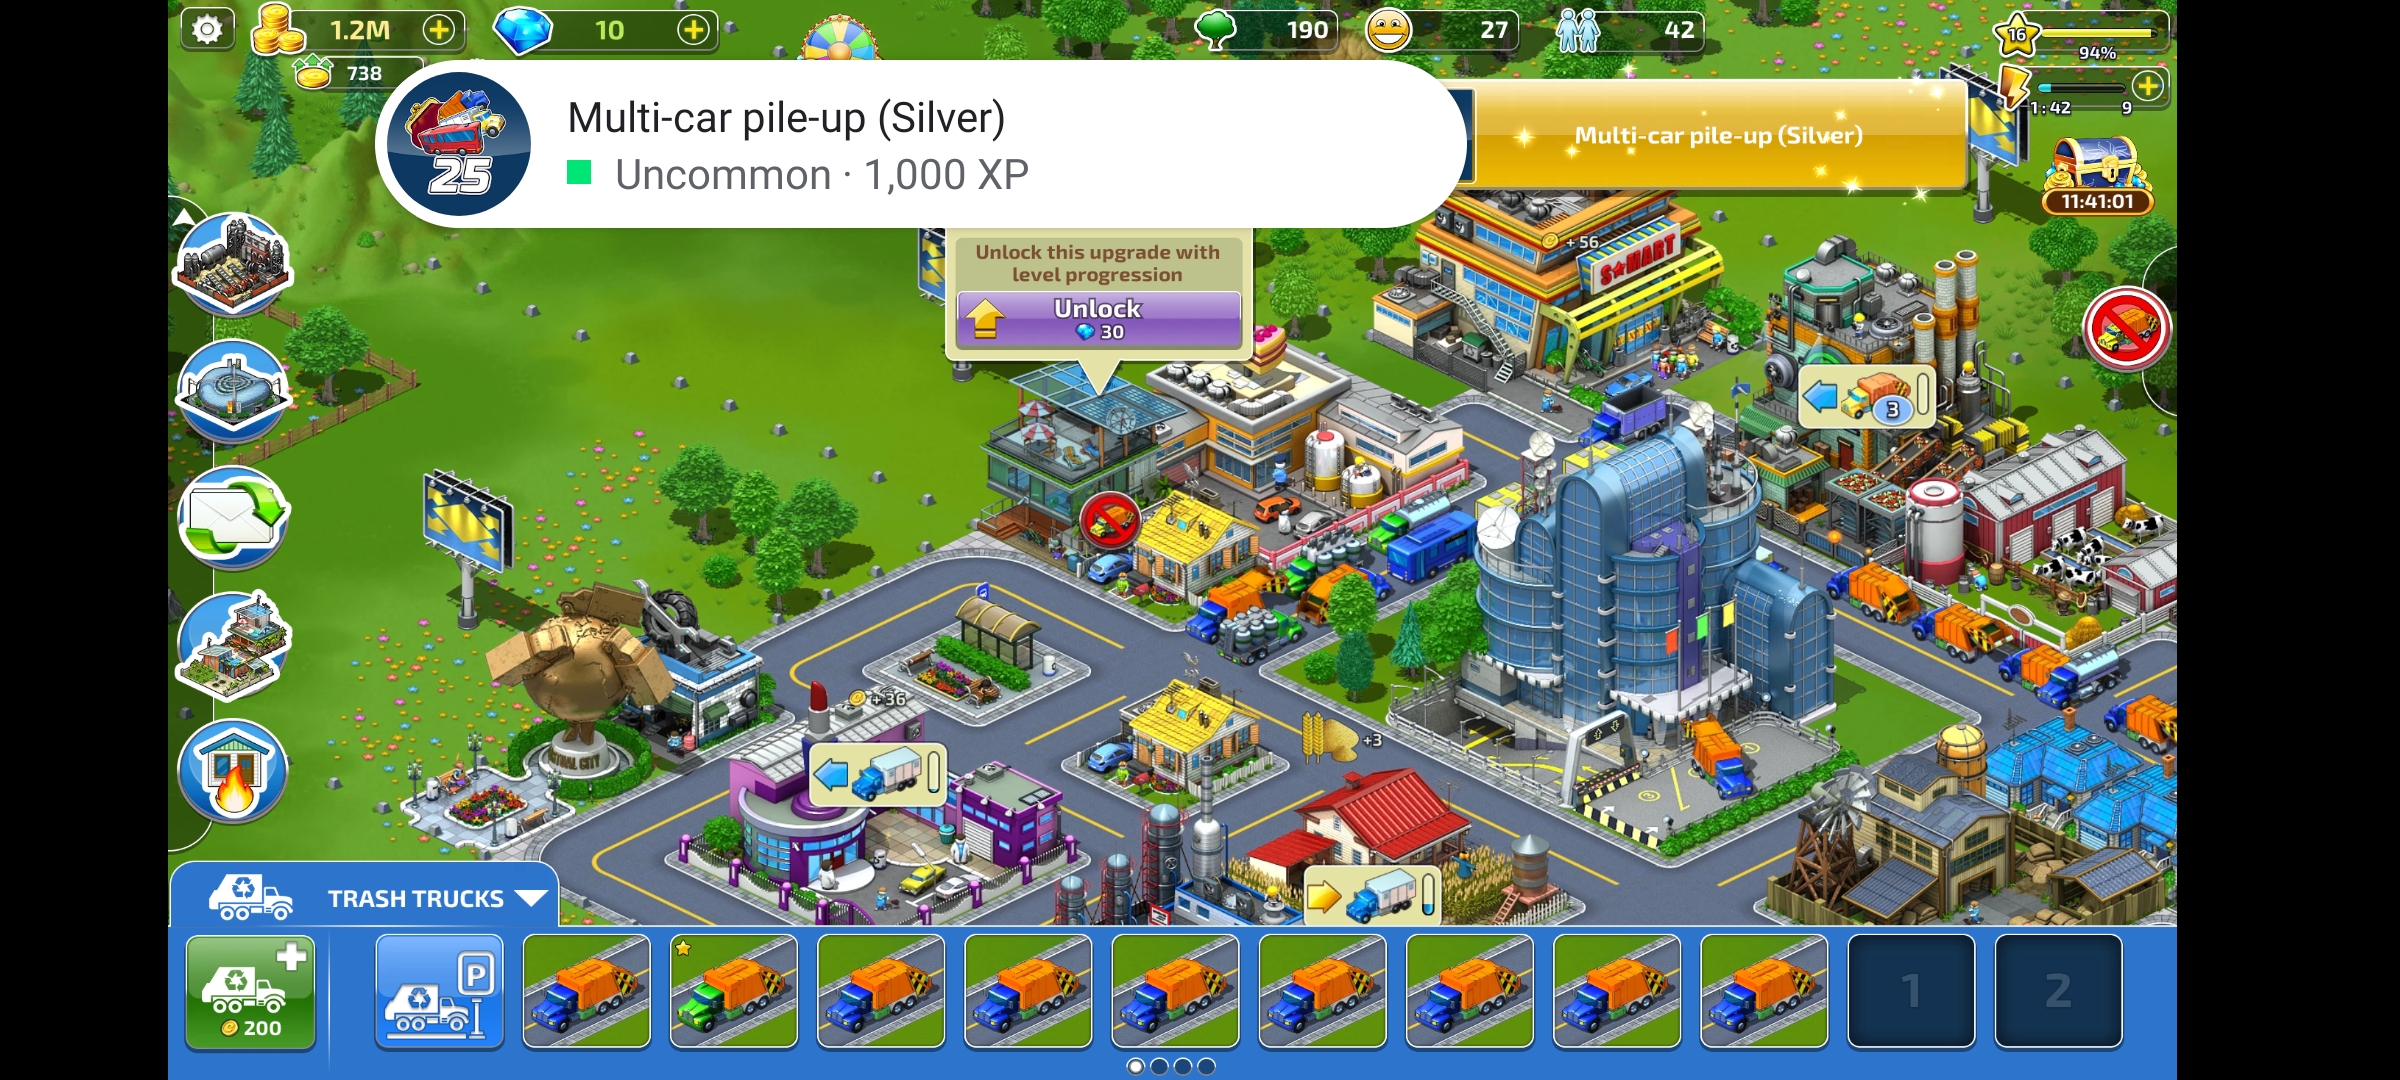 1.2M
10
190
27
42
16
94%
738
1:42
9
Multi-car pile-up (Silver)
25
Uncommon · 1,000 XP
Multi-car pile-up (Silver)
11:41:01
Unlock this upgrade with
level progression
Unlock
30
+56
S★MART
3
+36
+3
TRASH TRUCKS
200
P
1
2